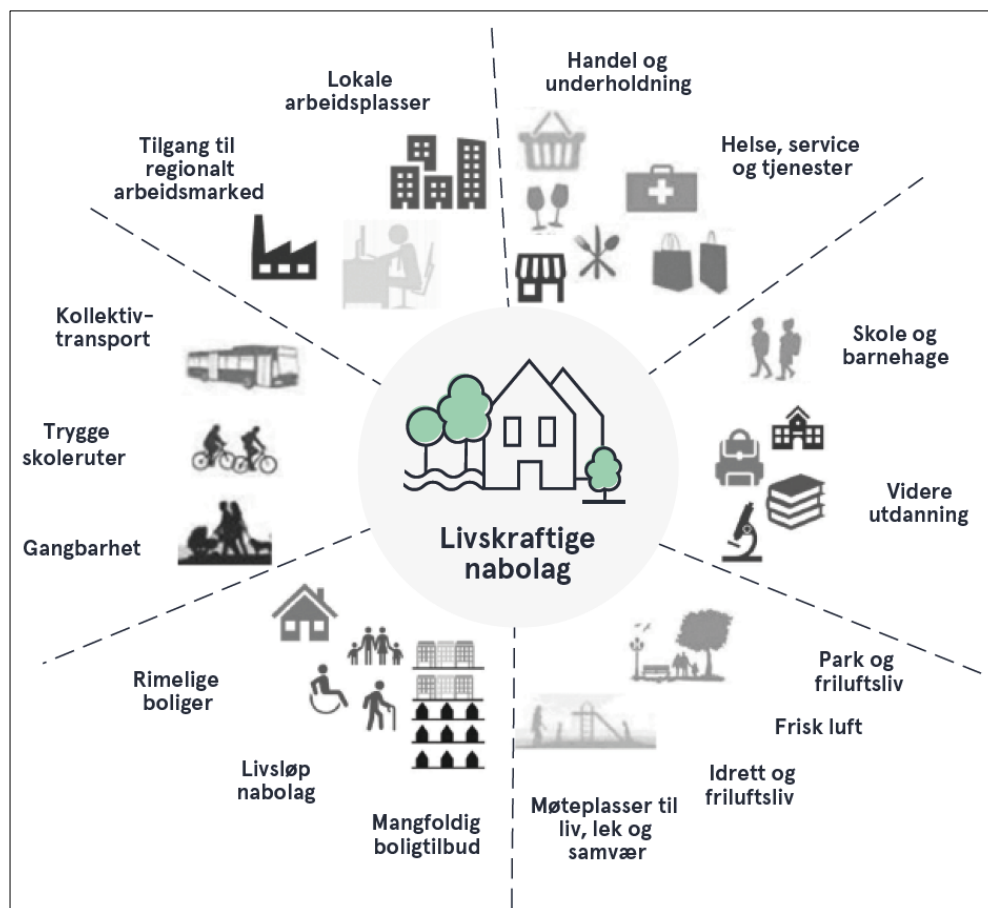 Lokale
arbeidsplasser
Tilgang til
regionalt
arbeidsmarked
Handel og
underholdning
Helse, service
og tjenester
Skole og
barnehage
Videre
utdanning
Kollektiv-
transport
Trygge
skoleruter
Gangbarhet
Livskraftige
nabolag
Rimelige
boliger
Livsløp
nabolag
Mangfoldig
boligtilbud
Park og
friluftsliv
Frisk luft
Idrett og
friluftsliv
Møteplasser til
liv, lek og
samvær